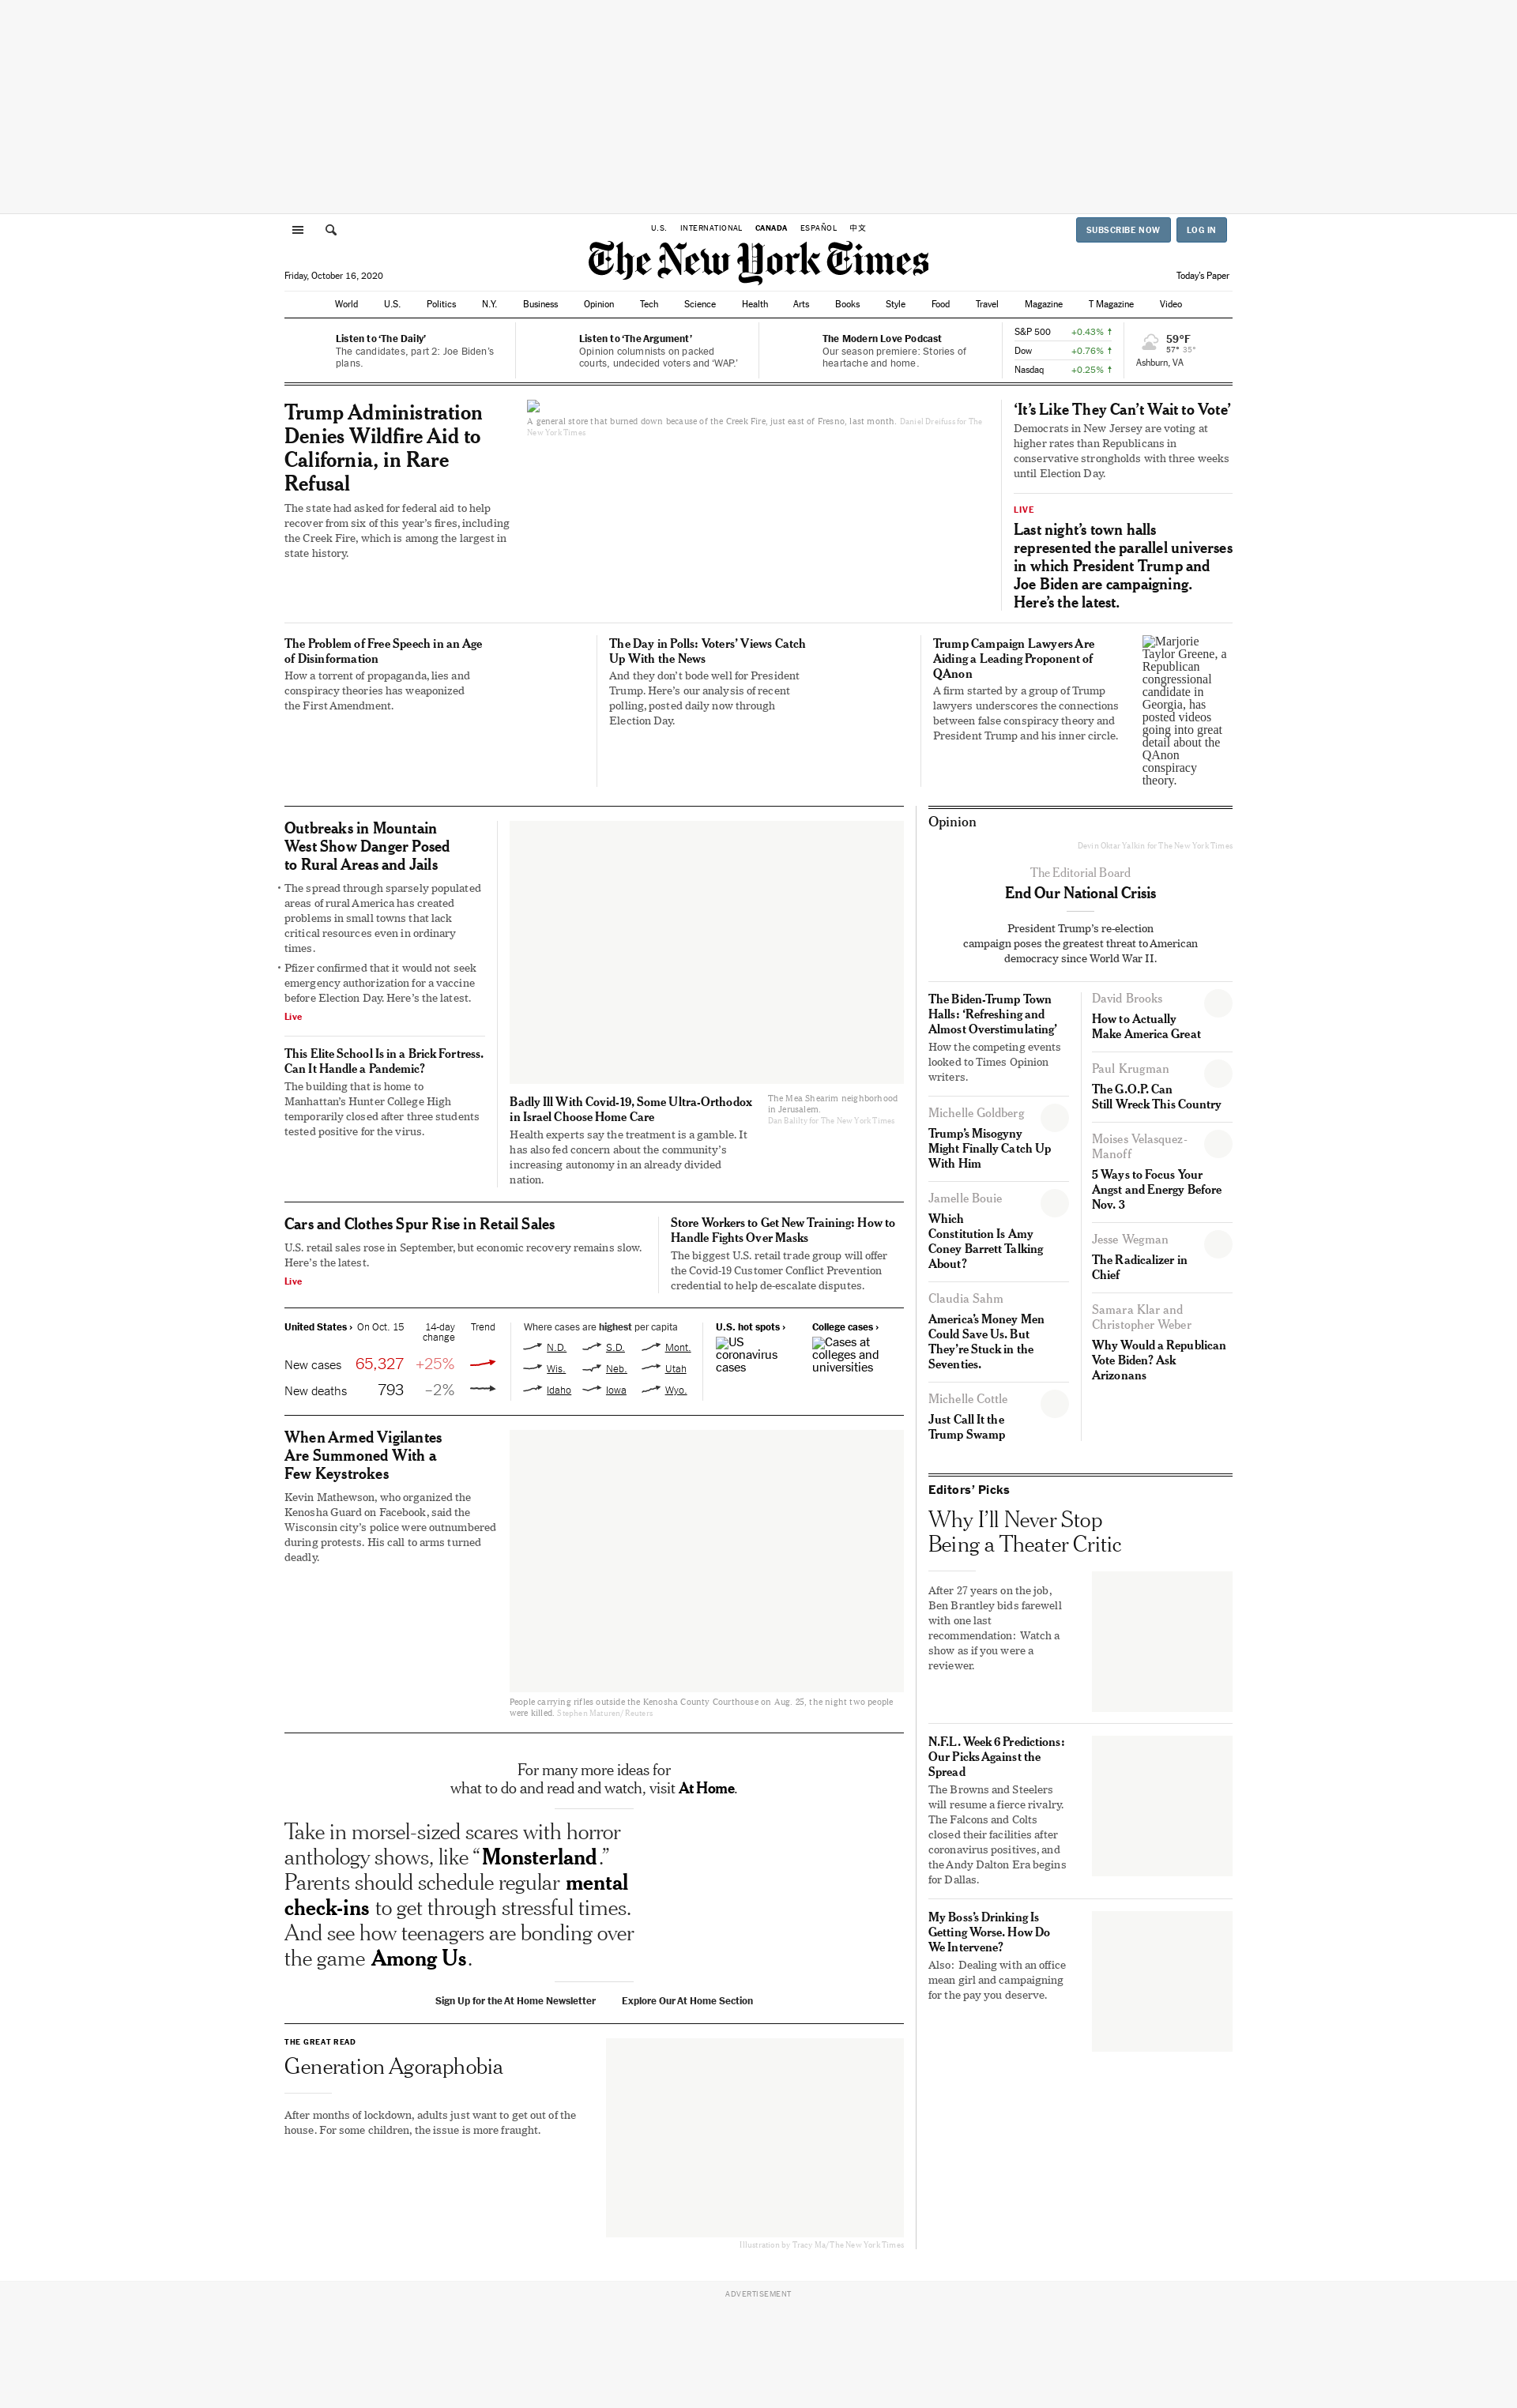 U.S. INTERNATIONAL CANADA ESPAÑOL 中文
SUBSCRIBE NOW LOG IN
The New York Times
Friday, October 16, 2020
Today's Paper
World U.S. Politics N.Y. Business Opinion Tech Science Health Arts Books Style Food Travel Magazine T Magazine Video
Listen to ‘The Daily’
The candidates, part 2: Joe Biden’s
plans.
Listen to ‘The Argument’
Opinion columnists on packed
courts, undecided voters and ‘WAP.’
The Modern Love Podcast
Our season premiere: Stories of
heartache and home.
S&P 500 +0.43% ↑
Dow +0.76% ↑
Nasdaq +0.25% ↑
59°F
57° 35°
Ashburn, VA
Trump Administration
Denies Wildfire Aid to
California, in Rare
Refusal
The state had asked for federal aid to help
recover from six of this year’s fires, including
the Creek Fire, which is among the largest in
state history.
A general store that burned down because of the Creek Fire, just east of Fresno, last month. Daniel Dreifuss for The
New York Times
‘It’s Like They Can’t Wait to Vote’
Democrats in New Jersey are voting at
higher rates than Republicans in
conservative strongholds with three weeks
until Election Day.
LIVE
Last night’s town halls
represented the parallel universes
in which President Trump and
Joe Biden are campaigning.
Here’s the latest.
The Problem of Free Speech in an Age
of Disinformation
How a torrent of propaganda, lies and
conspiracy theories has weaponized
the First Amendment.
The Day in Polls: Voters’ Views Catch
Up With the News
And they don’t bode well for President
Trump. Here’s our analysis of recent
polling, posted daily now through
Election Day.
Trump Campaign Lawyers Are
Aiding a Leading Proponent of
QAnon
A firm started by a group of Trump
lawyers underscores the connections
between false conspiracy theory and
President Trump and his inner circle.
Marjorie
Taylor Greene, a
Republican
congressional
candidate in
Georgia, has
posted videos
going into great
detail about the
QAnon
conspiracy
theory.
Outbreaks in Mountain
West Show Danger Posed
to Rural Areas and Jails
• The spread through sparsely populated
areas of rural America has created
problems in small towns that lack
critical resources even in ordinary
times.
• Pfizer confirmed that it would not seek
emergency authorization for a vaccine
before Election Day. Here’s the latest.
Live
This Elite School Is in a Brick Fortress.
Can It Handle a Pandemic?
The building that is home to
Manhattan’s Hunter College High
temporarily closed after three students
tested positive for the virus.
Badly Ill With Covid-19, Some Ultra-Orthodox
in Israel Choose Home Care
Health experts say the treatment is a gamble. It
has also fed concern about the community’s
increasing autonomy in an already divided
nation.
The Mea Shearim neighborhood
in Jerusalem.
Dan Balilty for The New York Times
Cars and Clothes Spur Rise in Retail Sales
U.S. retail sales rose in September, but economic recovery remains slow.
Here’s the latest.
Live
Store Workers to Get New Training: How to
Handle Fights Over Masks
The biggest U.S. retail trade group will offer
the Covid-19 Customer Conflict Prevention
credential to help de-escalate disputes.
United States › On Oct. 15 14-day
change Trend
New cases 65,327 +25%
New deaths 793 –2%
Where cases are highest per capita
N.D. S.D. Mont.
Wis. Neb. Utah
Idaho Iowa Wyo.
U.S. hot spots ›
US
coronavirus
cases
College cases ›
Cases at
colleges and
universities
When Armed Vigilantes
Are Summoned With a
Few Keystrokes
Kevin Mathewson, who organized the
Kenosha Guard on Facebook, said the
Wisconsin city’s police were outnumbered
during protests. His call to arms turned
deadly.
People carrying rifles outside the Kenosha County Courthouse on Aug. 25, the night two people
were killed. Stephen Maturen/Reuters
For many more ideas for
what to do and read and watch, visit At Home.
Take in morsel-sized scares with horror
anthology shows, like “Monsterland.”
Parents should schedule regular mental
check-ins to get through stressful times.
And see how teenagers are bonding over
the game Among Us.
Sign Up for the At Home Newsletter Explore Our At Home Section
THE GREAT READ
Generation Agoraphobia
After months of lockdown, adults just want to get out of the
house. For some children, the issue is more fraught.
Illustration by Tracy Ma/The New York Times
Opinion
Devin Oktar Yalkin for The New York Times
The Editorial Board
End Our National Crisis
President Trump’s re-election
campaign poses the greatest threat to American
democracy since World War II.
The Biden-Trump Town
Halls: ‘Refreshing and
Almost Overstimulating’
How the competing events
looked to Times Opinion
writers.
Michelle Goldberg
Trump’s Misogyny
Might Finally Catch Up
With Him
Jamelle Bouie
Which
Constitution Is Amy
Coney Barrett Talking
About?
Claudia Sahm
America’s Money Men
Could Save Us. But
They’re Stuck in the
Seventies.
Michelle Cottle
Just Call It the
Trump Swamp
David Brooks
How to Actually
Make America Great
Paul Krugman
The G.O.P. Can
Still Wreck This Country
Moises Velasquez-
Manoff
5 Ways to Focus Your
Angst and Energy Before
Nov. 3
Jesse Wegman
The Radicalizer in
Chief
Samara Klar and
Christopher Weber
Why Would a Republican
Vote Biden? Ask
Arizonans
Editors’ Picks
Why I’ll Never Stop
Being a Theater Critic
After 27 years on the job,
Ben Brantley bids farewell
with one last
recommendation: Watch a
show as if you were a
reviewer.
N.F.L. Week 6 Predictions:
Our Picks Against the
Spread
The Browns and Steelers
will resume a fierce rivalry.
The Falcons and Colts
closed their facilities after
coronavirus positives, and
the Andy Dalton Era begins
for Dallas.
My Boss’s Drinking Is
Getting Worse. How Do
We Intervene?
Also: Dealing with an office
mean girl and campaigning
for the pay you deserve.
ADVERTISEMENT